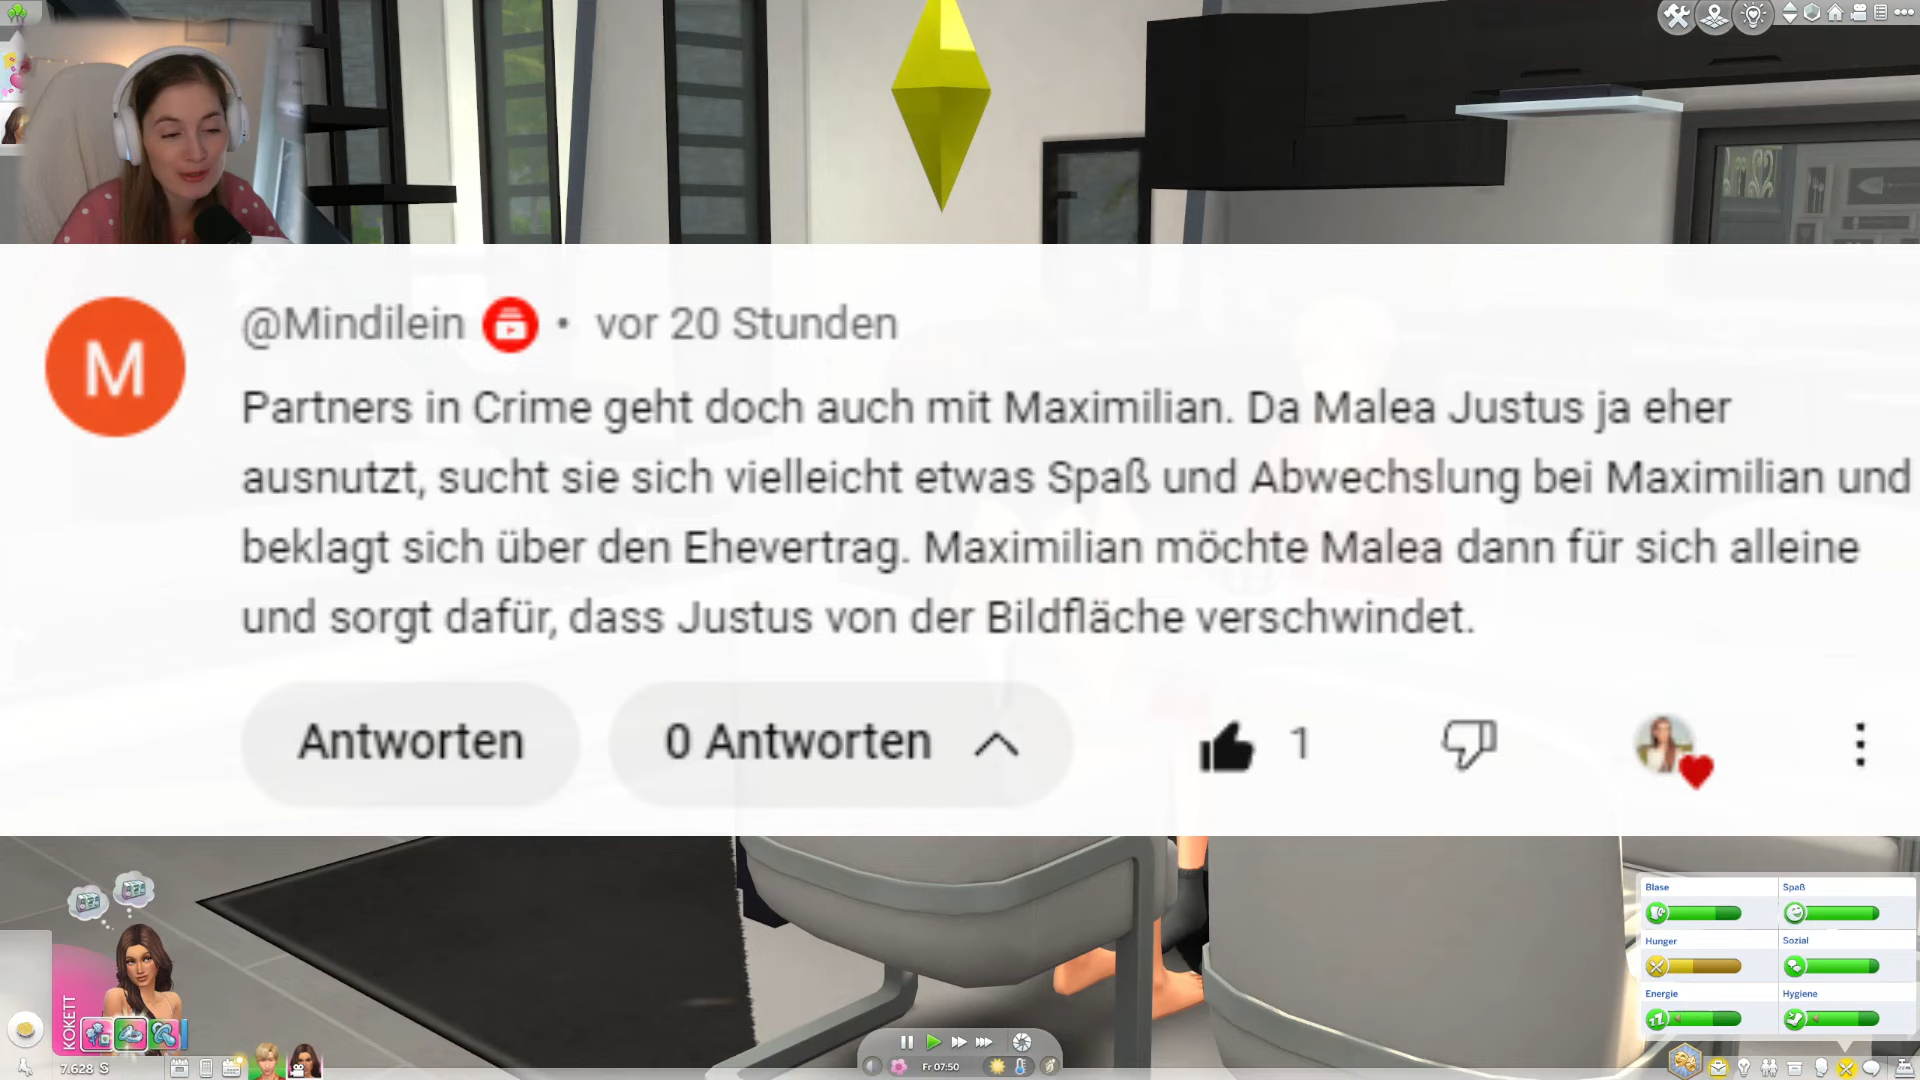 @Mindilein • vor 20 Stunden
M
Partners in Crime geht doch auch mit Maximilian. Da Malea Justus ja eher
ausnutzt, sucht sie sich vielleicht etwas Spaß und Abwechslung bei Maximilian und
beklagt sich über den Ehevertrag. Maximilian möchte Malea dann für sich alleine
und sorgt dafür, dass Justus von der Bildfläche verschwindet.
Antworten 0 Antworten 1
Blase Spaß
Hunger Sozial
Energie Hygiene
KOKETT
7.628 S
Fr 07:50